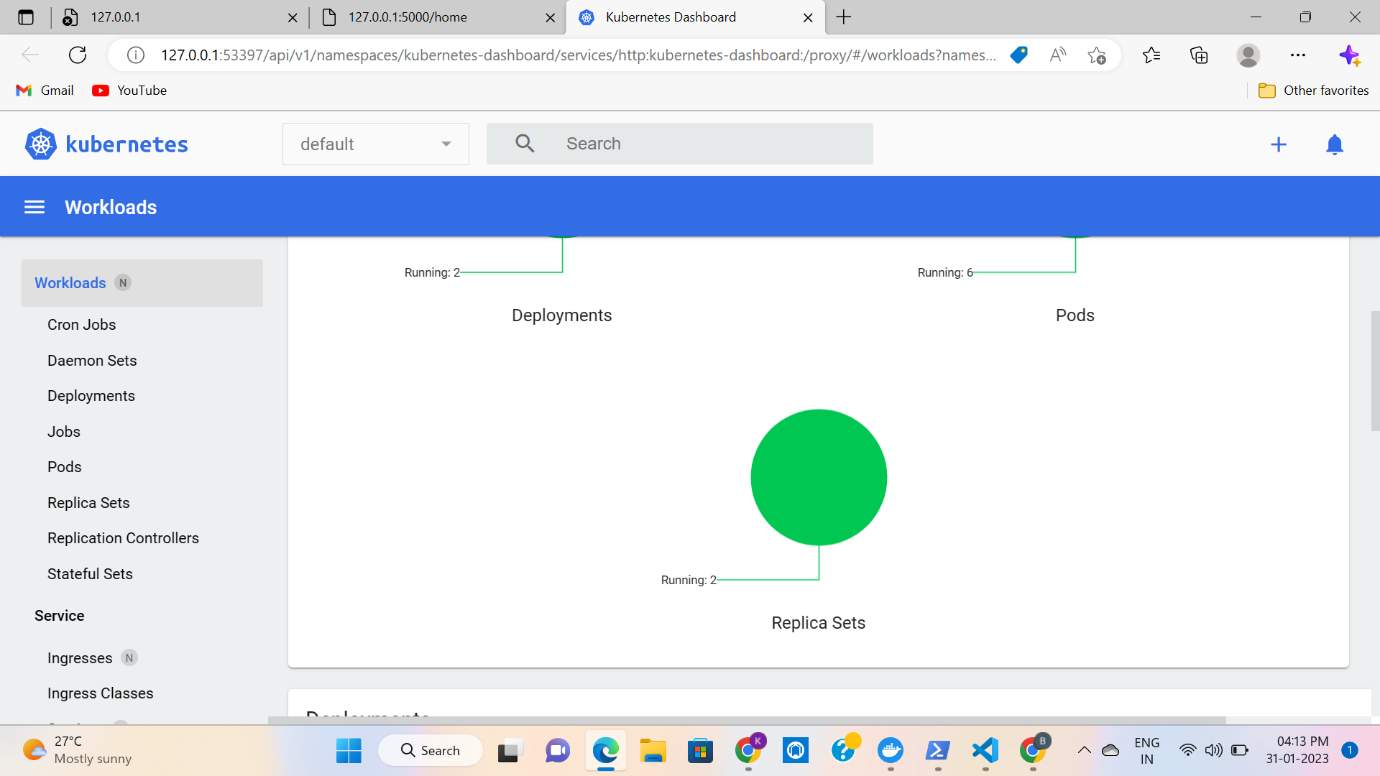 127.0.0.1
127.0.0.1:5000/home
Kubernetes Dashboard
127.0.0.1:53397/api/v1/namespaces/kubernetes-dashboard/services/http:kubernetes-dashboard:/proxy/#/workloads?names...
Gmail
YouTube
Other favorites
kubernetes
default
Search
Workloads
Workloads N
Cron Jobs
Daemon Sets
Deployments
Jobs
Pods
Replica Sets
Replication Controllers
Stateful Sets
Service
Ingresses N
Ingress Classes
Running: 2
Deployments
Running: 6
Pods
Running: 2
Replica Sets
Deployments
27°C
Mostly sunny
Search
K
B
ENG
IN
04:13 PM
31-01-2023
1